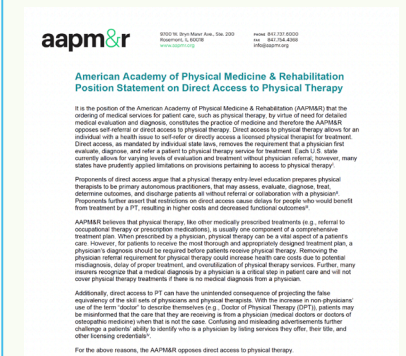 aapm&r
9700 W. Bryn Mawr Ave., Ste. 200
Rosemont, IL 60018
www.aapmr.org
PHONE 847.737.6000
FAX 847.754.4368
info@aapmr.org
American Academy of Physical Medicine & Rehabilitation
Position Statement on Direct Access to Physical Therapy
It is the position of the American Academy of Physical Medicine & Rehabilitation (AAPM&R) that the
ordering of medical services for patient care, such as physical therapy, by virtue of need for detailed
medical evaluation and diagnosis, constitutes the practice of medicine and therefore the AAPM&R
opposes self-referral or direct access to physical therapy. Direct access to physical therapy allows for an
individual with a health issue to self-refer or directly access a licensed physical therapist for treatment.
Direct access, as mandated by individual state laws, removes the requirement that a physician first
evaluate, diagnose, and refer a patient to physical therapy service for treatment. Each U.S. state
currently allows for varying levels of evaluation and treatment without physician referral; however, many
states have prudently applied limitations on provisions pertaining to access to physical therapy
Proponents of direct access argue that a physical therapy entry-level education prepares physical
therapists to be primary autonomous practitioners, that may assess, evaluate, diagnose, treat,
determine outcomes, and discharge patients all without referral or collaboration with a physician
Proponents further assert that restrictions on direct access cause delays for people who would benefit
from treatment by a PT, resulting in higher costs and decreased functional outcomes
AAPM&R believes that physical therapy, like other medically prescribed treatments (e.g., referral to
occupational therapy or prescription medications), is usually one component of a comprehensive
treatment plan. When prescribed by a physician, physical therapy can be a vital aspect of a patient's
care. However, for patients to receive the most thorough and appropriately designed treatment plan, a
physician's diagnosis should be required before patients receive physical therapy. Removing the
physician referral requirement for physical therapy could increase health care costs due to potential
misdiagnosis, delay of proper treatment, and overutilization of physical therapy services. Further, many
insurers recognize that a medical diagnosis by a physician is a critical step in patient care and will not
cover physical therapy treatments if there is no medical diagnosis from a physician.
Additionally, direct access to PT can have the unintended consequence of projecting the false
equivalency of the skill sets of physicians and physical therapists. With the increase in non-physicians'
use of the term "doctor" to describe themselves (e.g., Doctor of Physical Therapy (DPT)), patients may
be misinformed that the care that they are receiving is from a physician (medical doctors or doctors of
osteopathic medicine) when that is not the case. Confusing and misleading advertisements further
challenge a patients' ability to identify who is a physician by listing services they offer, their title, and
other licensing credentials
For the above reasons, the AAPM&R opposes direct access to physical therapy.